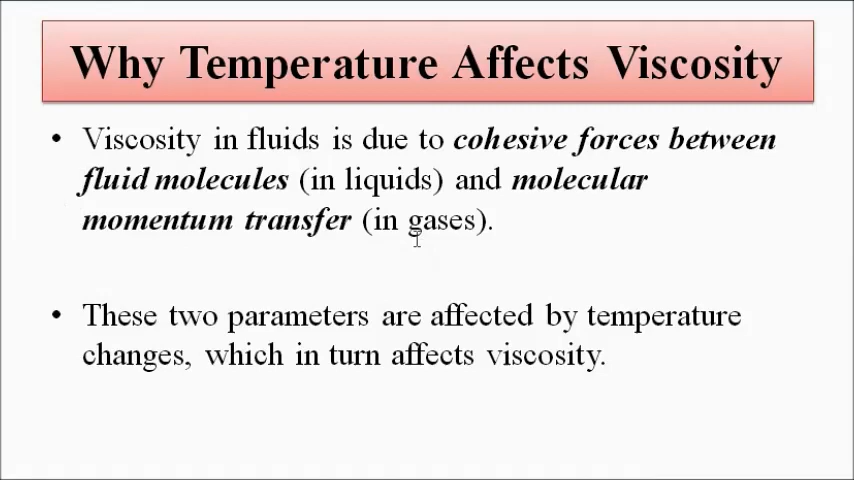 Why Temperature Affects Viscosity
• Viscosity in fluids is due to cohesive forces between
fluid molecules (in liquids) and molecular
momentum transfer (in gases).
• These two parameters are affected by temperature
changes, which in turn affects viscosity.